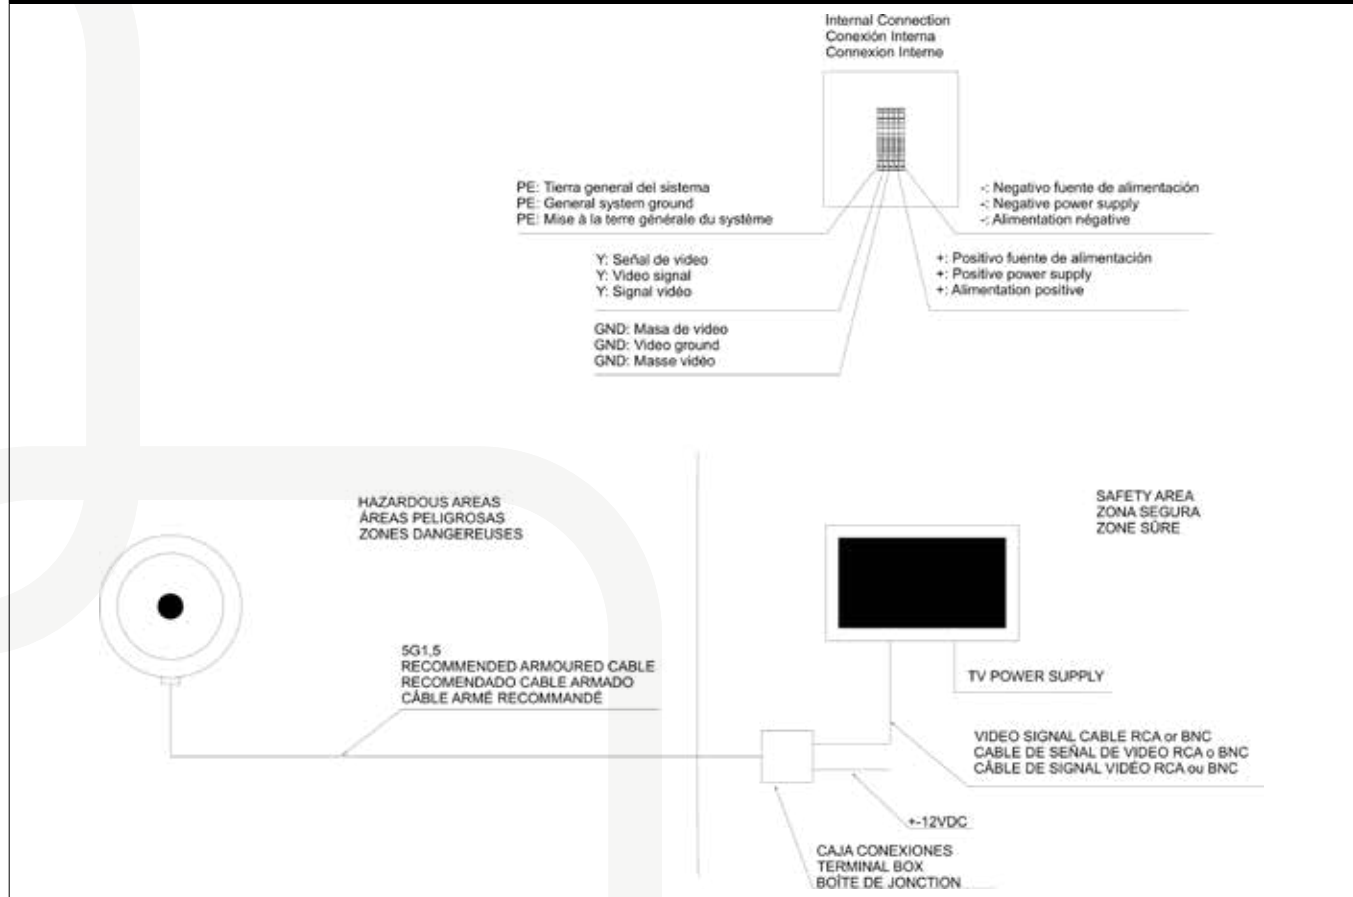 Internal Connection
Conexión Interna
Connexion Interne
PE: Tierra general del sistema
PE: General system ground
PE: Mise à la terre générale du système
-: Negativo fuente de alimentación
-: Negative power supply
-: Alimentation négative
Y: Señal de video
Y: Video signal
Y: Signal vidéo
+: Positivo fuente de alimentación
+: Positive power supply
+: Alimentation positive
GND: Masa de video
GND: Video ground
GND: Masse vidéo
HAZARDOUS AREAS
ÁREAS PELIGROSAS
ZONES DANGEREUSES
SAFETY AREA
ZONA SEGURA
ZONE SÛRE
5G1,5
RECOMMENDED ARMOURED CABLE
RECOMENDADO CABLE ARMADO
CÂBLE ARMÉ RECOMMANDÉ
TV POWER SUPPLY
VIDEO SIGNAL CABLE RCA or BNC
CABLE DE SEÑAL DE VIDEO RCA o BNC
CÂBLE DE SIGNAL VIDÉO RCA ou BNC
+-12VDC
CAJA CONEXIONES
TERMINAL BOX
BOÎTE DE JONCTION